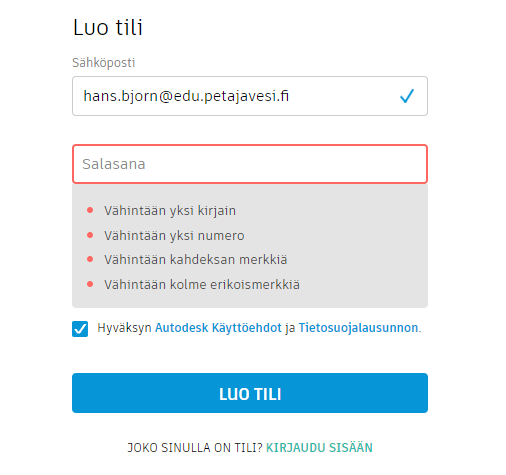 Luo tili
Sähköposti
hans.bjorn@edu.petajavesi.fi
Salasana
Vähintään yksi kirjain
Vähintään yksi numero
Vähintään kahdeksan merkkiä
Vähintään kolme erikoismerkkiä
Hyväksyn Autodesk Käyttöehdot ja Tietosuojalausunnon.
LUO TILI
JOKO SINULLA ON TILI? KIRJAUDU SISÄÄN